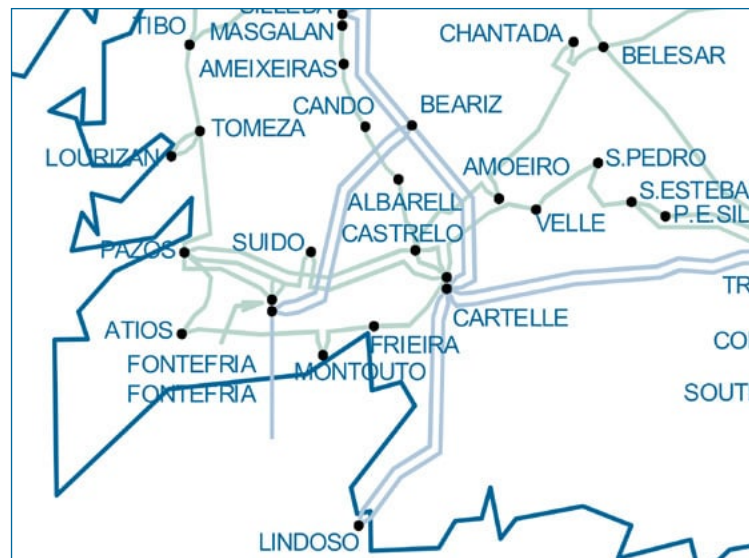 SILLEDA
TIBO
MASGALAN
CHANTADA
BELESAR
AMEIXEIRAS
CANDO
BEARIZ
TOMEZA
LOURIZAN
AMOEIRO
S.PEDRO
ALBARELL
S.ESTEBA
VELLE
P.E.SIL
PAZOS
SUIDO
CASTRELO
TR
CARTELLE
ATIOS
FRIEIRA
CO
FONTEFRIA
MONTOUTO
FONTEFRIA
SOUT
LINDOSO